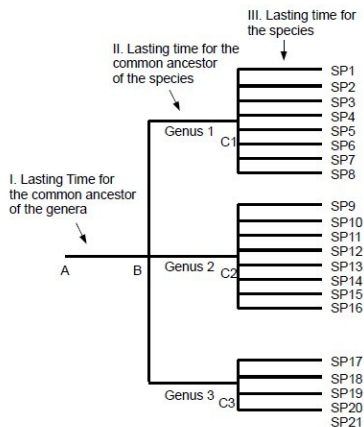 III. Lasting time for
the species
II. Lasting time for the
common ancestor
of the species
SP1
SP2
SP3
SP4
SP5
SP6
SP7
SP8
Genus 1
C1
I. Lasting Time for
the common ancestor
of the genera
A
B
Genus 2
C2
SP9
SP10
SP11
SP12
SP13
SP14
SP15
SP16
Genus 3
C3
SP17
SP18
SP19
SP20
SP21